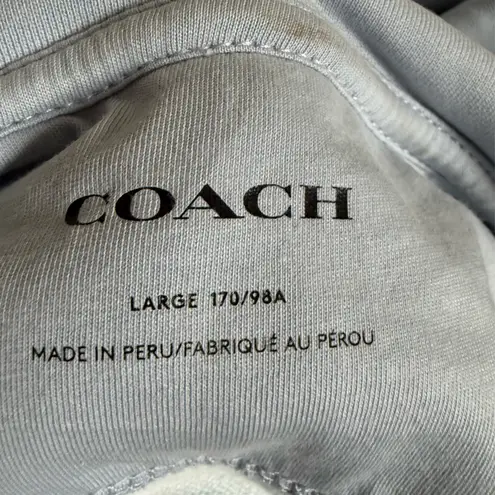 COACH
LARGE 170/98A
MADE IN PERU/FABRIQUÉ AU PÉROU